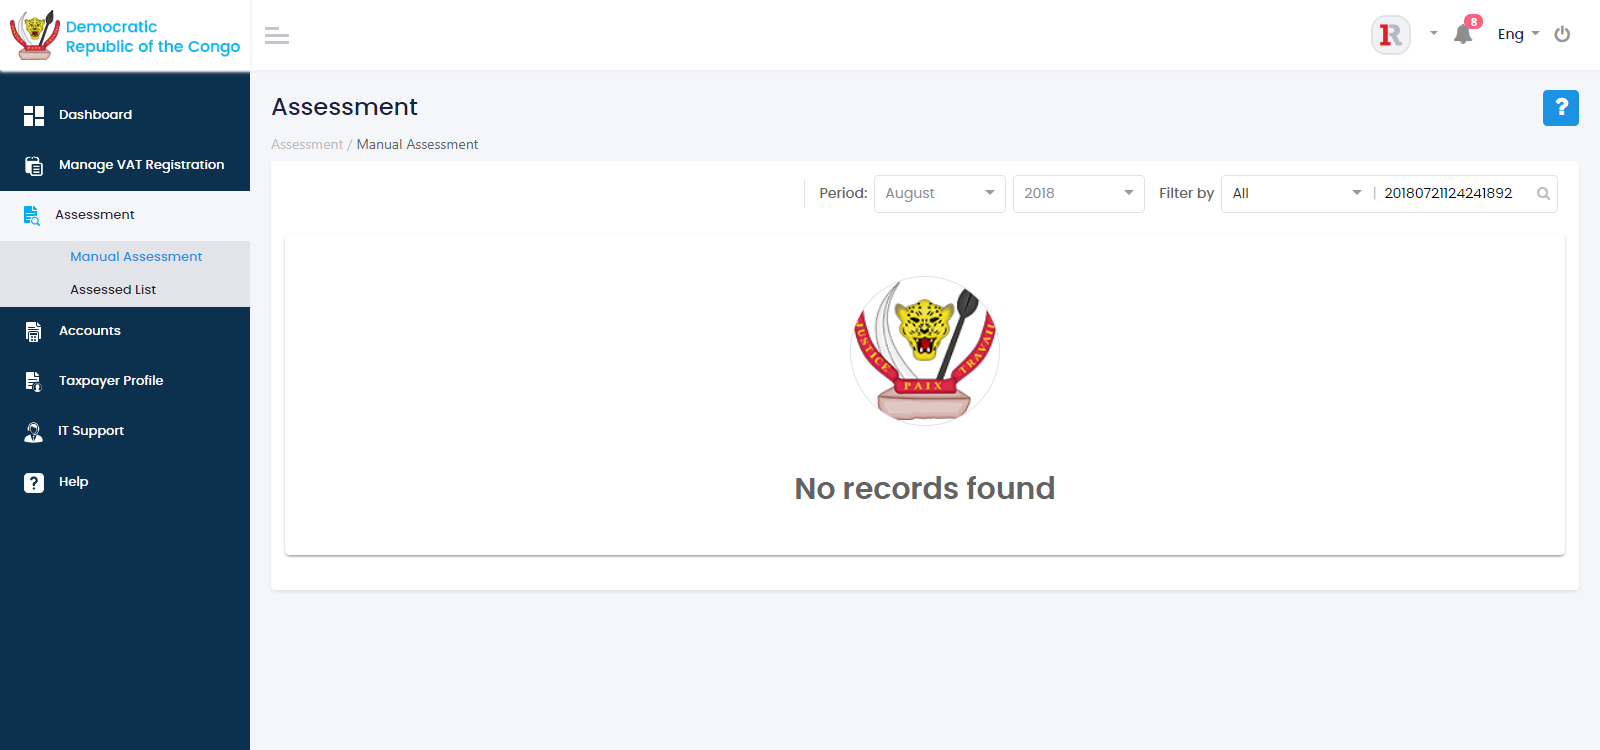 Democratic
Republic of the Congo
8
Eng
Dashboard
Manage VAT Registration
Assessment
Manual Assessment
Assessed List
Accounts
Taxpayer Profile
IT Support
? Help
Assessment
?
Assessment / Manual Assessment
Period: August 2018 Filter by All | 20180721124241892
JUSTICE PAIX TRAVAIL
No records found